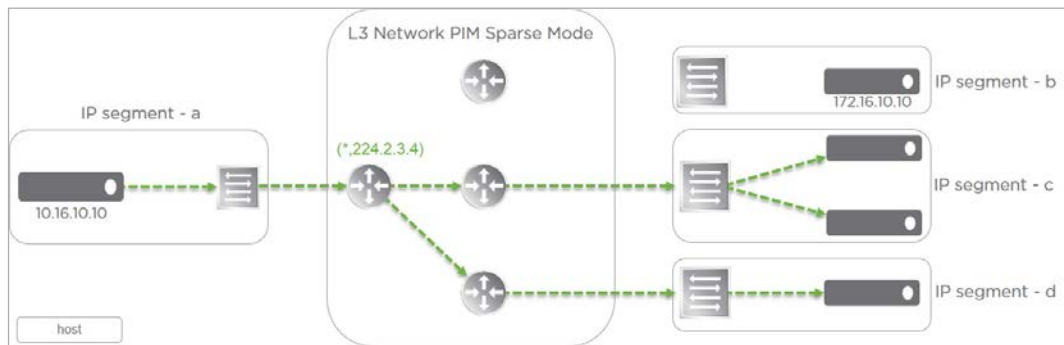 L3 Network PIM Sparse Mode
IP segment - a
10.16.10.10
(*,224.2.3.4)
172.16.10.10
IP segment - b
IP segment - c
IP segment - d
host